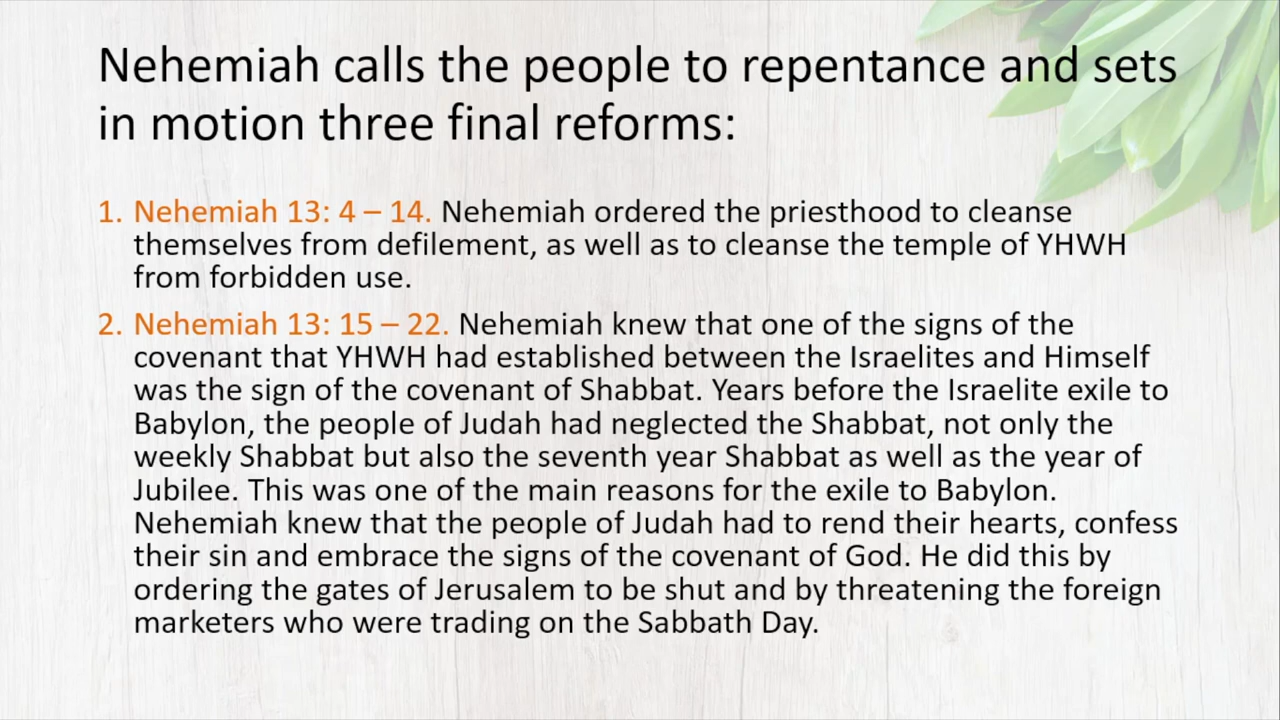 Nehemiah calls the people to repentance and sets
in motion three final reforms:
1. Nehemiah 13: 4 – 14. Nehemiah ordered the priesthood to cleanse
themselves from defilement, as well as to cleanse the temple of YHWH
from forbidden use.
2. Nehemiah 13: 15 – 22. Nehemiah knew that one of the signs of the
covenant that YHWH had established between the Israelites and Himself
was the sign of the covenant of Shabbat. Years before the Israelite exile to
Babylon, the people of Judah had neglected the Shabbat, not only the
weekly Shabbat but also the seventh year Shabbat as well as the year of
Jubilee. This was one of the main reasons for the exile to Babylon.
Nehemiah knew that the people of Judah had to rend their hearts, confess
their sin and embrace the signs of the covenant of God. He did this by
ordering the gates of Jerusalem to be shut and by threatening the foreign
marketers who were trading on the Sabbath Day.